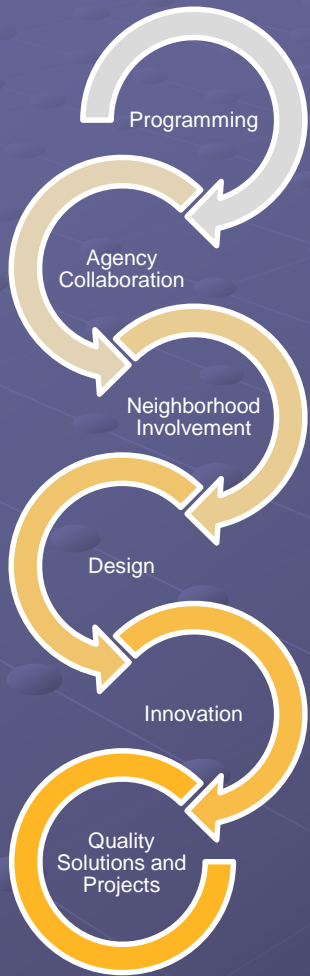 Programming
Agency
Collaboration
Neighborhood
Involvement
Design
Innovation
Quality
Solutions and
Projects